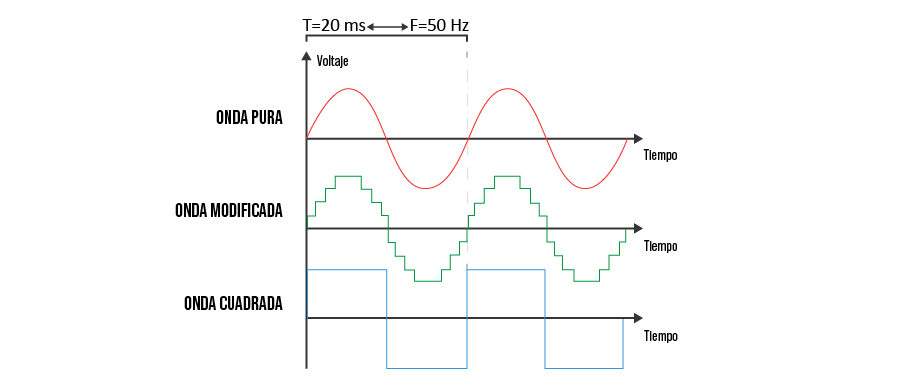 T=20 ms F=50 Hz
Voltaje
ONDA PURA
Tiempo
ONDA MODIFICADA
Tiempo
ONDA CUADRADA
Tiempo